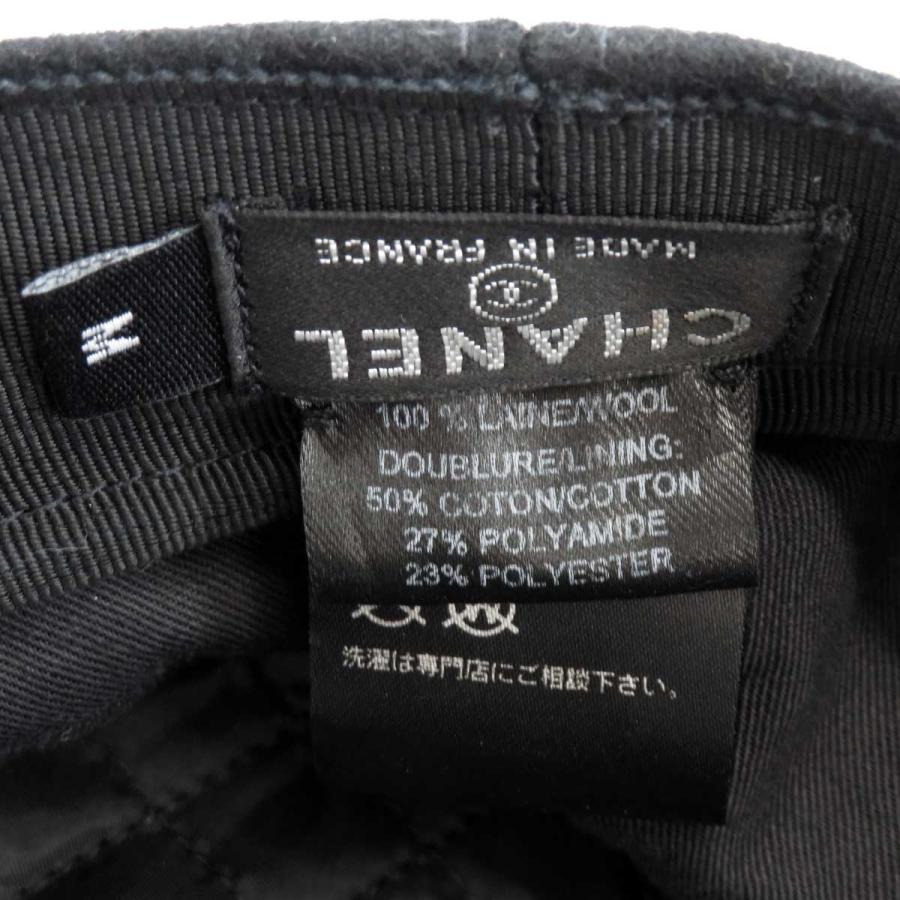 M
CHANEL
MADE IN FRANCE
100 % LAINE/WOOL
DOUBLURE/LINING:
50% COTON/COTTON
27% POLYAMIDE
23% POLYESTER
洗濯は専門店にご相談下さい。